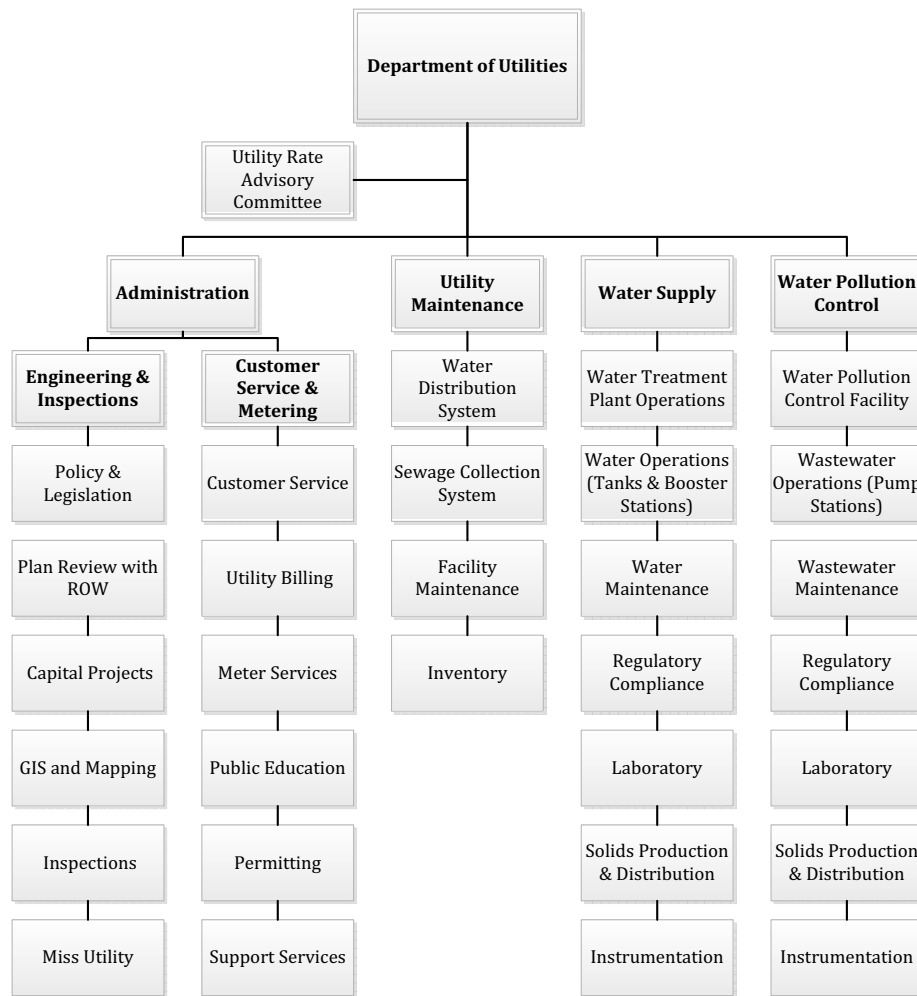 Department of Utilities
Utility Rate
Advisory
Committee
Administration
Utility
Maintenance
Water Supply
Water Pollution
Control
Engineering &
Inspections
Customer
Service &
Metering
Water
Distribution
System
Water Treatment
Plant Operations
Water Pollution
Control Facility
Policy &
Legislation
Customer Service
Sewage Collection
System
Water Operations
(Tanks & Booster
Stations)
Wastewater
Operations (Pump
Stations)
Plan Review with
ROW
Utility Billing
Facility
Maintenance
Water
Maintenance
Wastewater
Maintenance
Capital Projects
Meter Services
Inventory
Regulatory
Compliance
Regulatory
Compliance
GIS and Mapping
Public Education
Laboratory
Laboratory
Inspections
Permitting
Solids Production
& Distribution
Solids Production
& Distribution
Miss Utility
Support Services
Instrumentation
Instrumentation